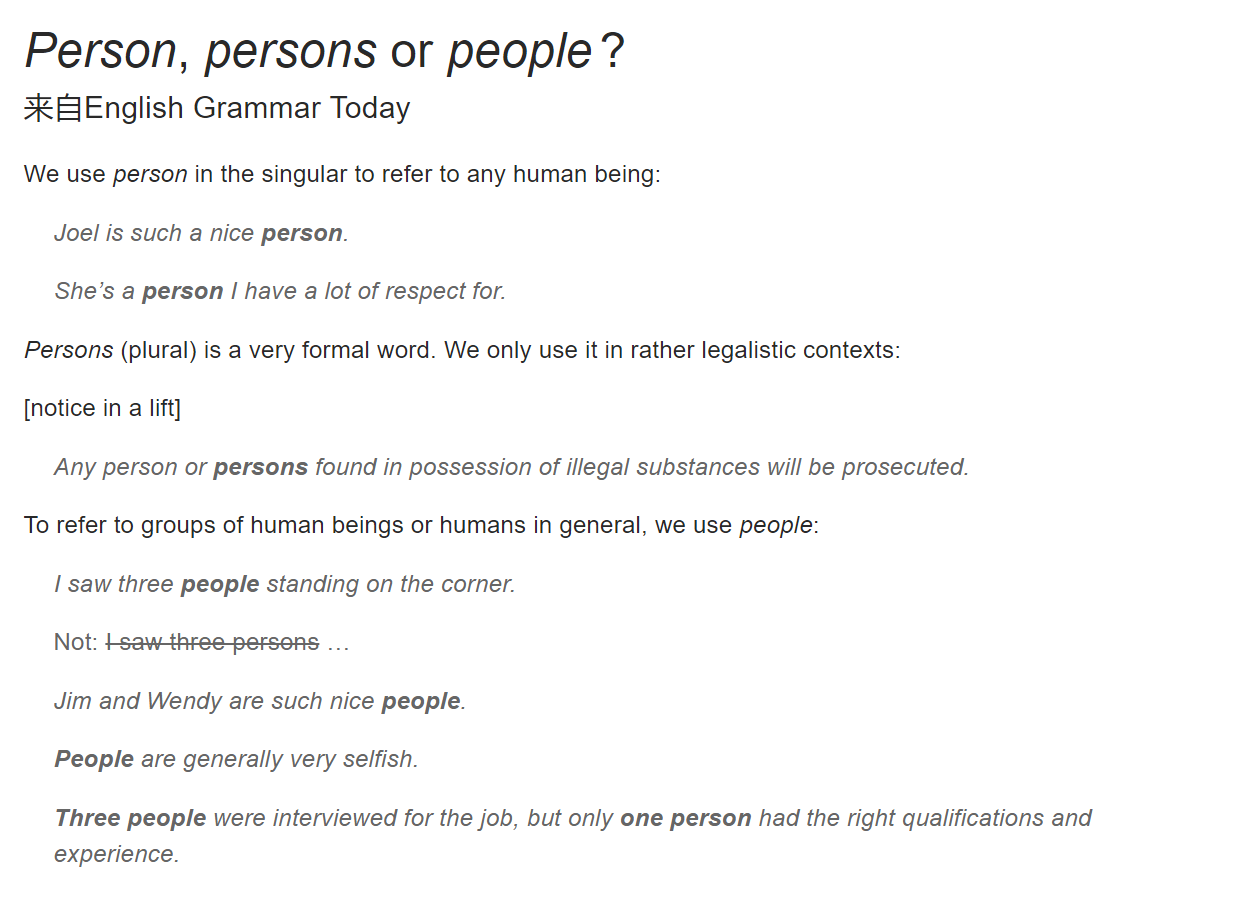 Person, persons or people?
来自English Grammar Today
We use person in the singular to refer to any human being:
Joel is such a nice person.
She’s a person I have a lot of respect for.
Persons (plural) is a very formal word. We only use it in rather legalistic contexts:
[notice in a lift]
Any person or persons found in possession of illegal substances will be prosecuted.
To refer to groups of human beings or humans in general, we use people:
I saw three people standing on the corner.
Not: I saw three persons …
Jim and Wendy are such nice people.
People are generally very selfish.
Three people were interviewed for the job, but only one person had the right qualifications and
experience.